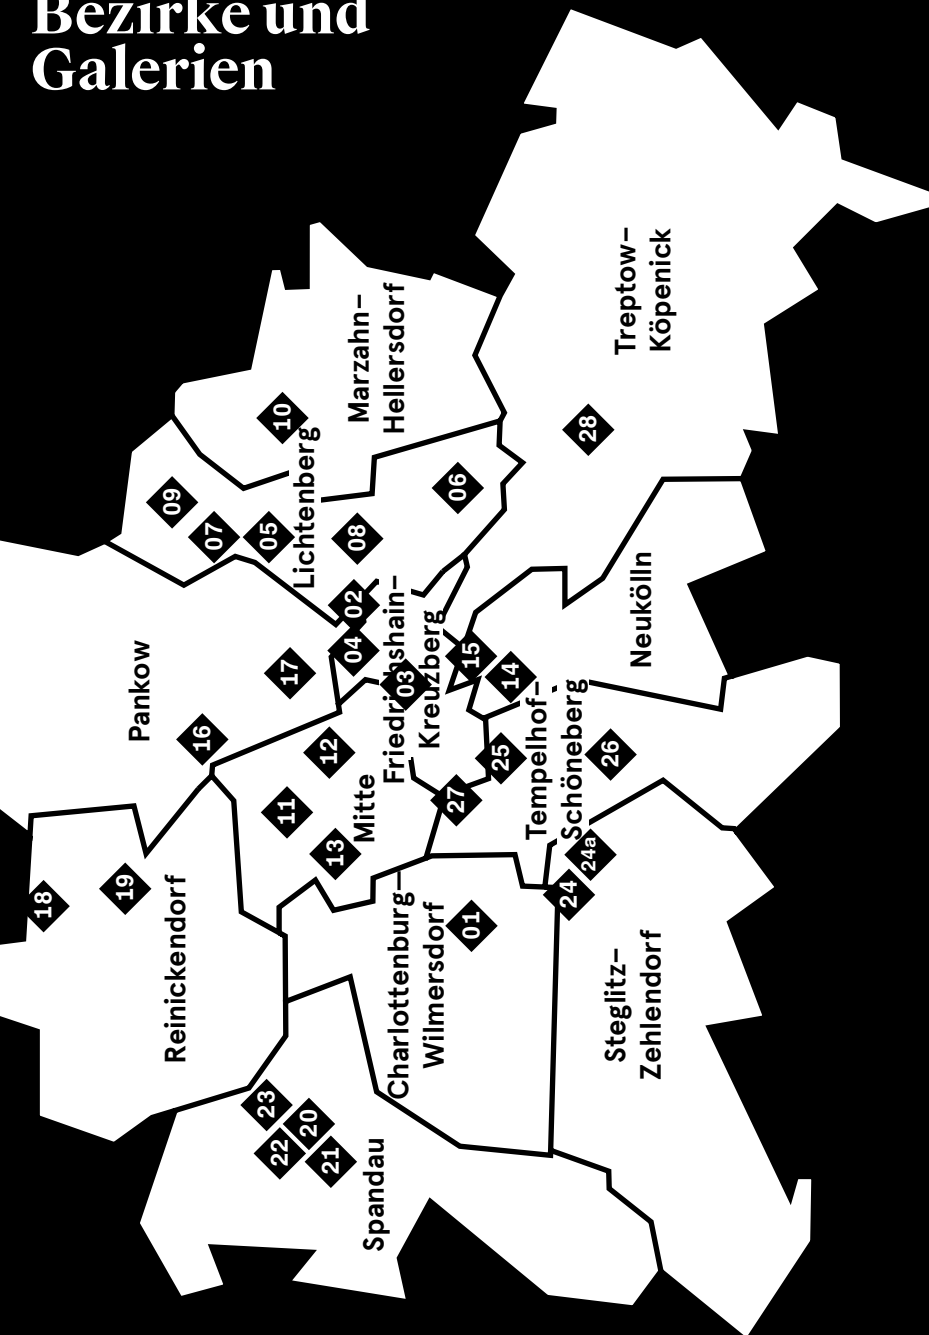 Bezirke und
Galerien
Treptow–
Köpenick
Marzahn–
Hellersdorf
10
28
Lichtenberg
09
07
05
08
06
02
04
Friedrichshain–
Kreuzberg
03
Neukölln
15
14
Pankow
17
16
12
11
13
Mitte
Tempelhof–
Schöneberg
25
26
27
24a
24
18
19
Reinickendorf
Charlottenburg–
Wilmersdorf
01
Steglitz–
Zehlendorf
23
20
22
21
Spandau